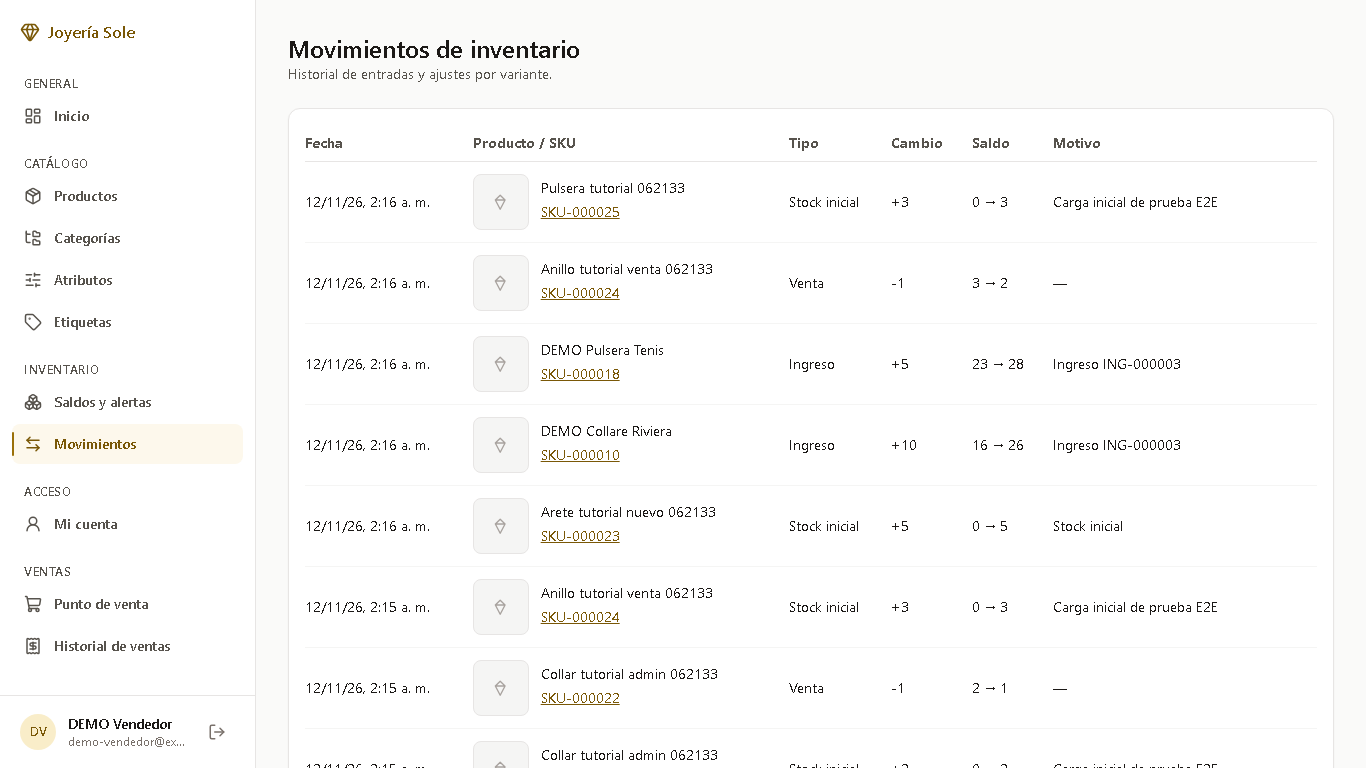 Joyería Sole
GENERAL
Inicio
CATÁLOGO
Productos
Categorías
Atributos
Etiquetas
INVENTARIO
Saldos y alertas
Movimientos
ACCESO
Mi cuenta
VENTAS
Punto de venta
Historial de ventas
DV
DEMO Vendedor
demo-vendedor@ex...
Movimientos de inventario
Historial de entradas y ajustes por variante.
Fecha Producto / SKU Tipo Cambio Saldo Motivo
12/11/26, 2:16 a. m. Pulsera tutorial 062133 SKU-000025 Stock inicial +3 0 → 3 Carga inicial de prueba E2E
12/11/26, 2:16 a. m. Anillo tutorial venta 062133 SKU-000024 Venta -1 3 → 2 —
12/11/26, 2:16 a. m. DEMO Pulsera Tenis SKU-000018 Ingreso +5 23 → 28 Ingreso ING-000003
12/11/26, 2:16 a. m. DEMO Collare Riviera SKU-000010 Ingreso +10 16 → 26 Ingreso ING-000003
12/11/26, 2:16 a. m. Arete tutorial nuevo 062133 SKU-000023 Stock inicial +5 0 → 5 Stock inicial
12/11/26, 2:15 a. m. Anillo tutorial venta 062133 SKU-000024 Stock inicial +3 0 → 3 Carga inicial de prueba E2E
12/11/26, 2:15 a. m. Collar tutorial admin 062133 SKU-000022 Venta -1 2 → 1 —
Collar tutorial admin 062133